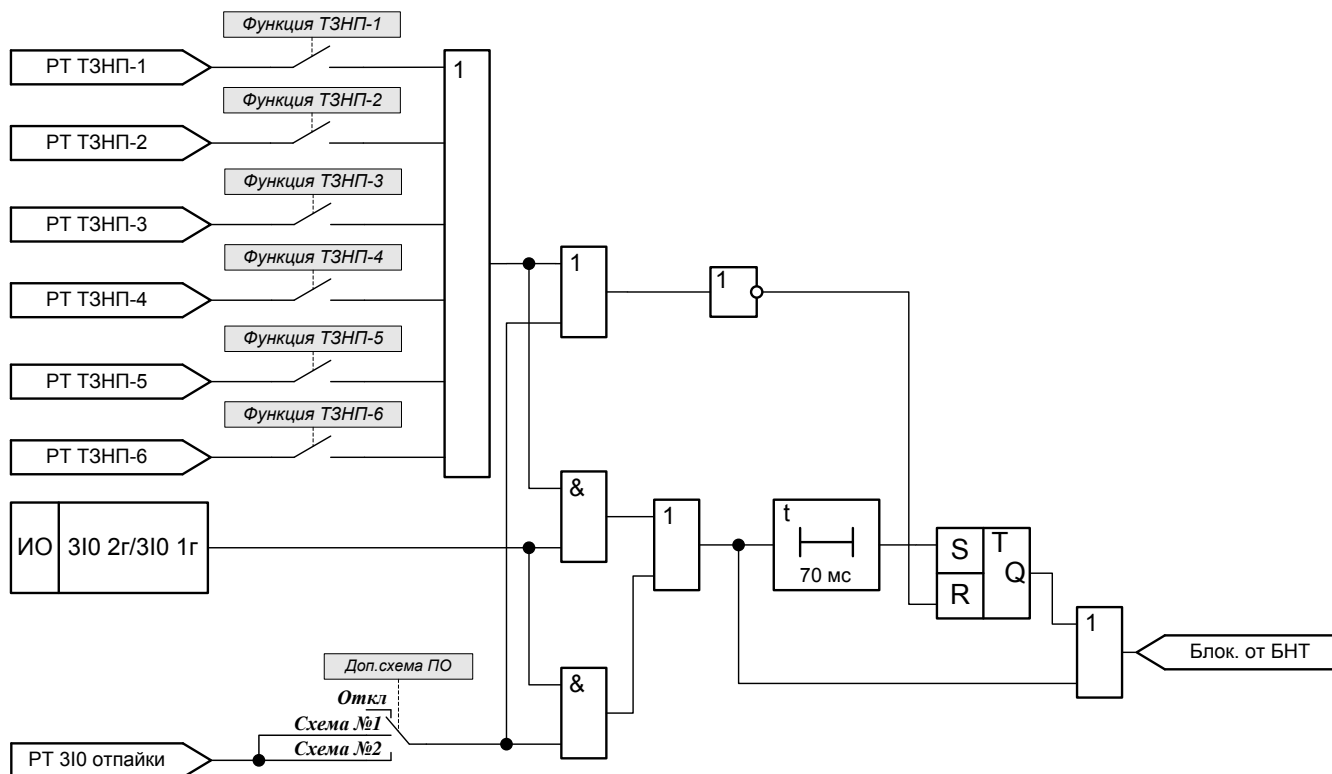 Функция ТЗНП-1
РТ ТЗНП-1
1
Функция ТЗНП-2
РТ ТЗНП-2
Функция ТЗНП-3
РТ ТЗНП-3
Функция ТЗНП-4
РТ ТЗНП-4
1
1
Функция ТЗНП-5
РТ ТЗНП-5
Функция ТЗНП-6
РТ ТЗНП-6
&
1
t
70 мс
ИО
3I0 2г/3I0 1г
S
T
Q
R
1
Блок. от БНТ
Доп.схема ПО
&
Откл
Схема №1
Схема №2
РТ 3I0 отпайки